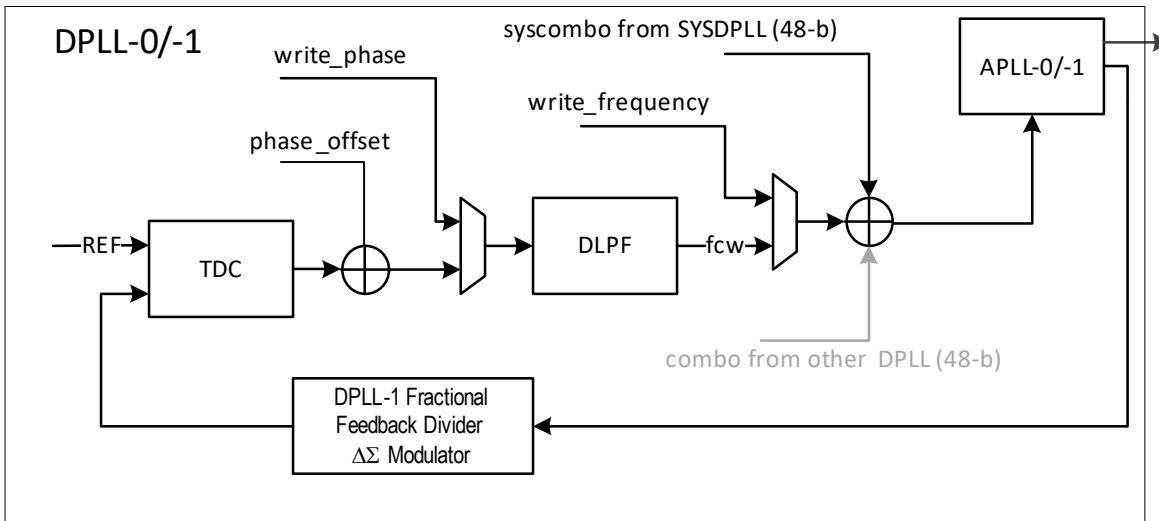 DPLL-0/-1
syscombo from SYSDPLL (48-b)
write_phase
APLL-0/-1
write_frequency
phase_offset
REF
TDC
DLPF
fcw
combo from other DPLL (48-b)
DPLL-1 Fractional
Feedback Divider
ΔΣ Modulator